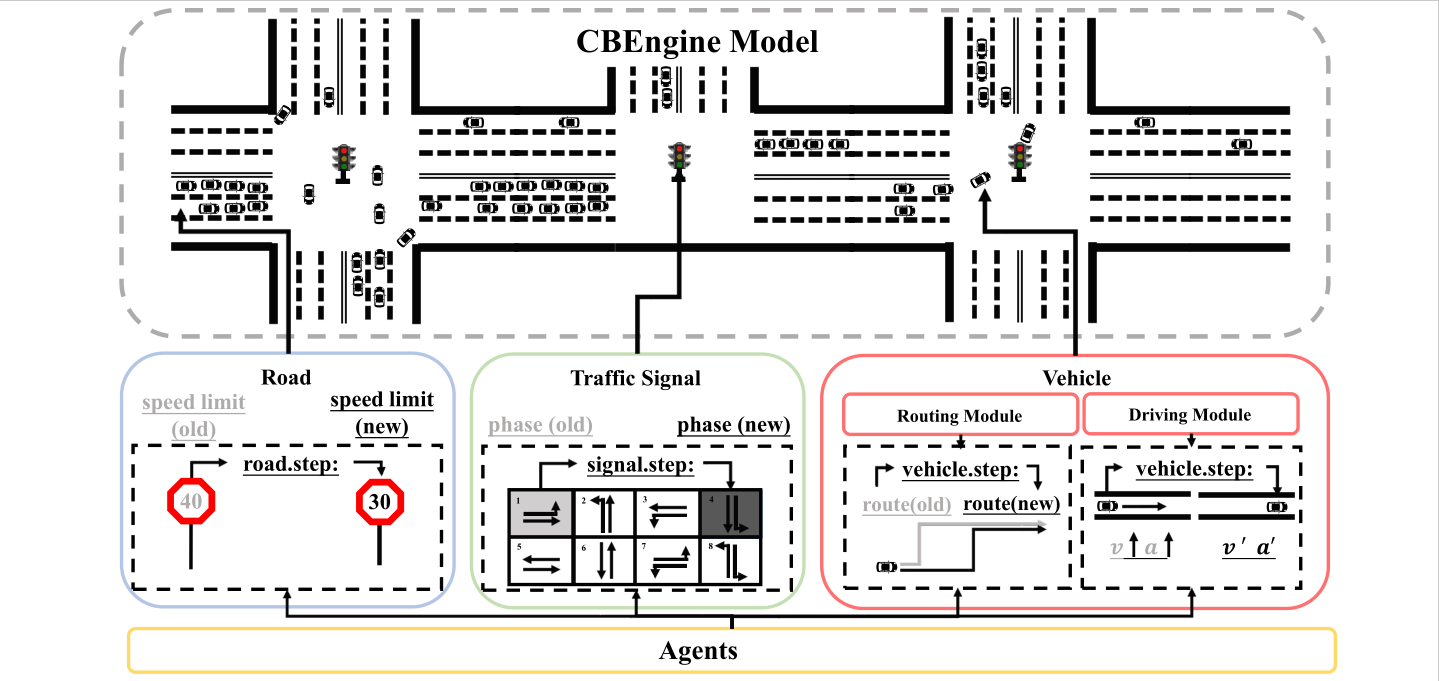 CBEngine Model
Road
speed limit
(old)
speed limit
(new)
road.step:
40
30
Traffic Signal
phase (old)
phase (new)
signal.step:
1
2
3
4
5
6
7
8
Vehicle
Routing Module
Driving Module
vehicle.step:
route(old)
route(new)
vehicle.step:
v a
v′ a′
Agents